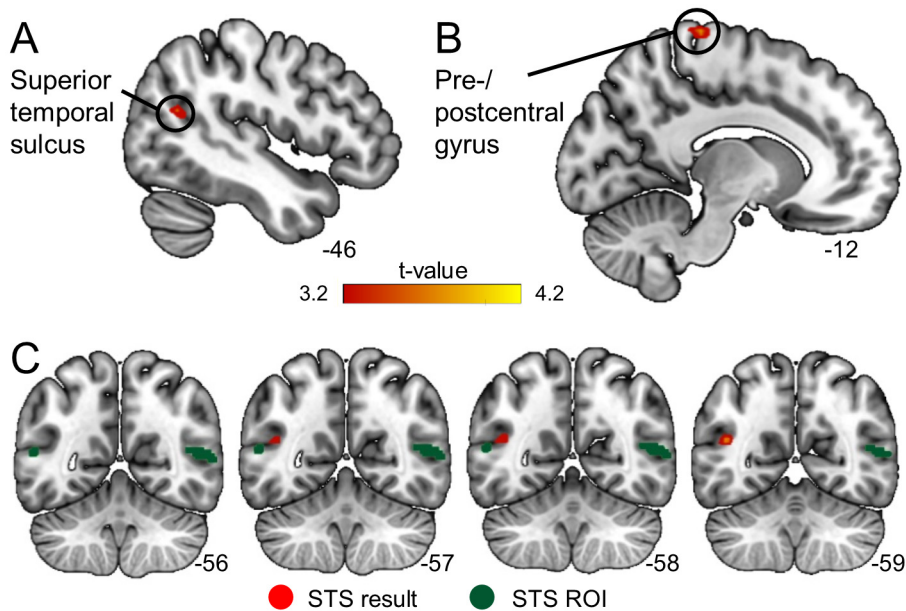 A
Superior
temporal
sulcus
-46
B
Pre-/
postcentral
gyrus
-12
t-value
3.2
4.2
C
-56
-57
-58
-59
STS result
STS ROI